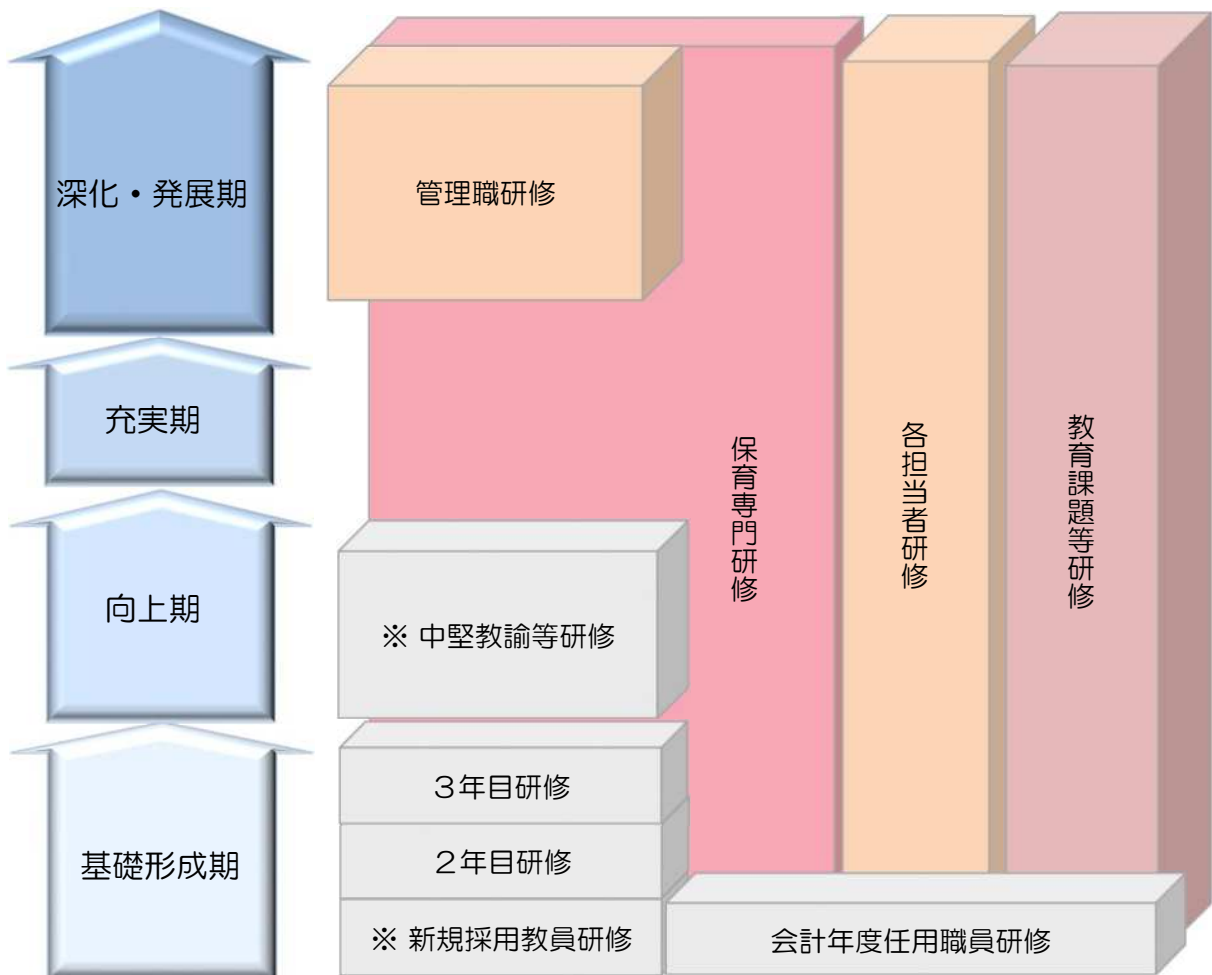 深化・発展期
管理職研修
充実期
保育専門研修
各担当者研修
教育課題等研修
向上期
※ 中堅教諭等研修
3年目研修
基礎形成期
2年目研修
※ 新規採用教員研修
会計年度任用職員研修